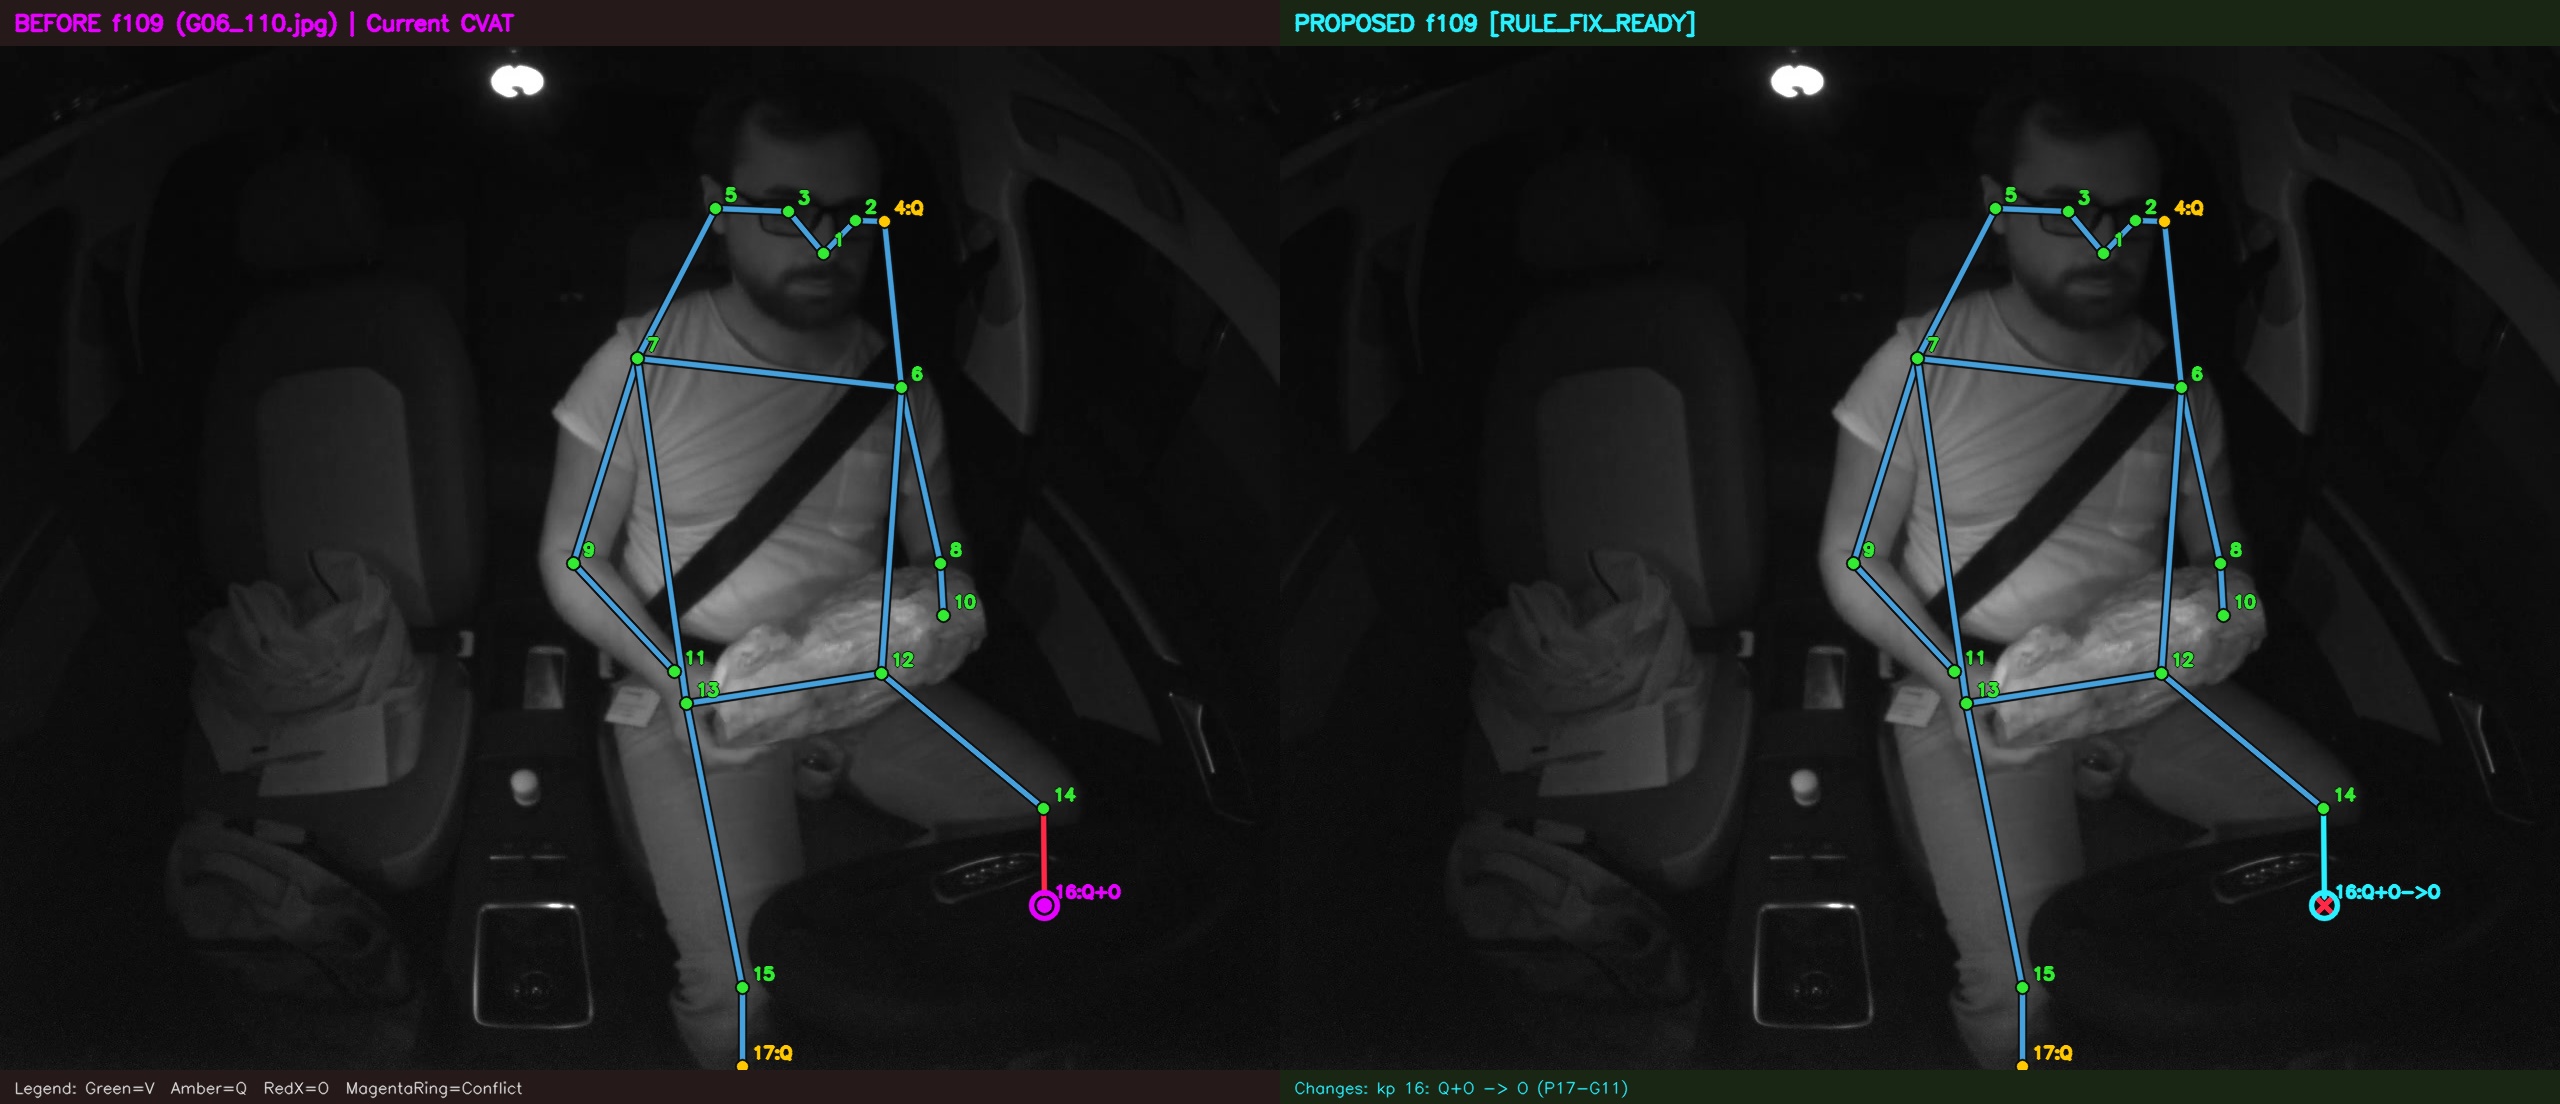 BEFORE f109 (G06_110.jpg) | Current CVAT
PROPOSED f109 [RULE_FIX_READY]
5
3
2
4:Q
1
7
6
9
8
10
11
12
13
14
16:Q+O
15
17:Q
5
3
2
4:Q
1
7
6
9
8
10
11
12
13
14
16:Q+O->O
15
17:Q
Legend: Green=V Amber=Q RedX=O MagentaRing=Conflict
Changes: kp 16: Q+O -> O (P17-G11)